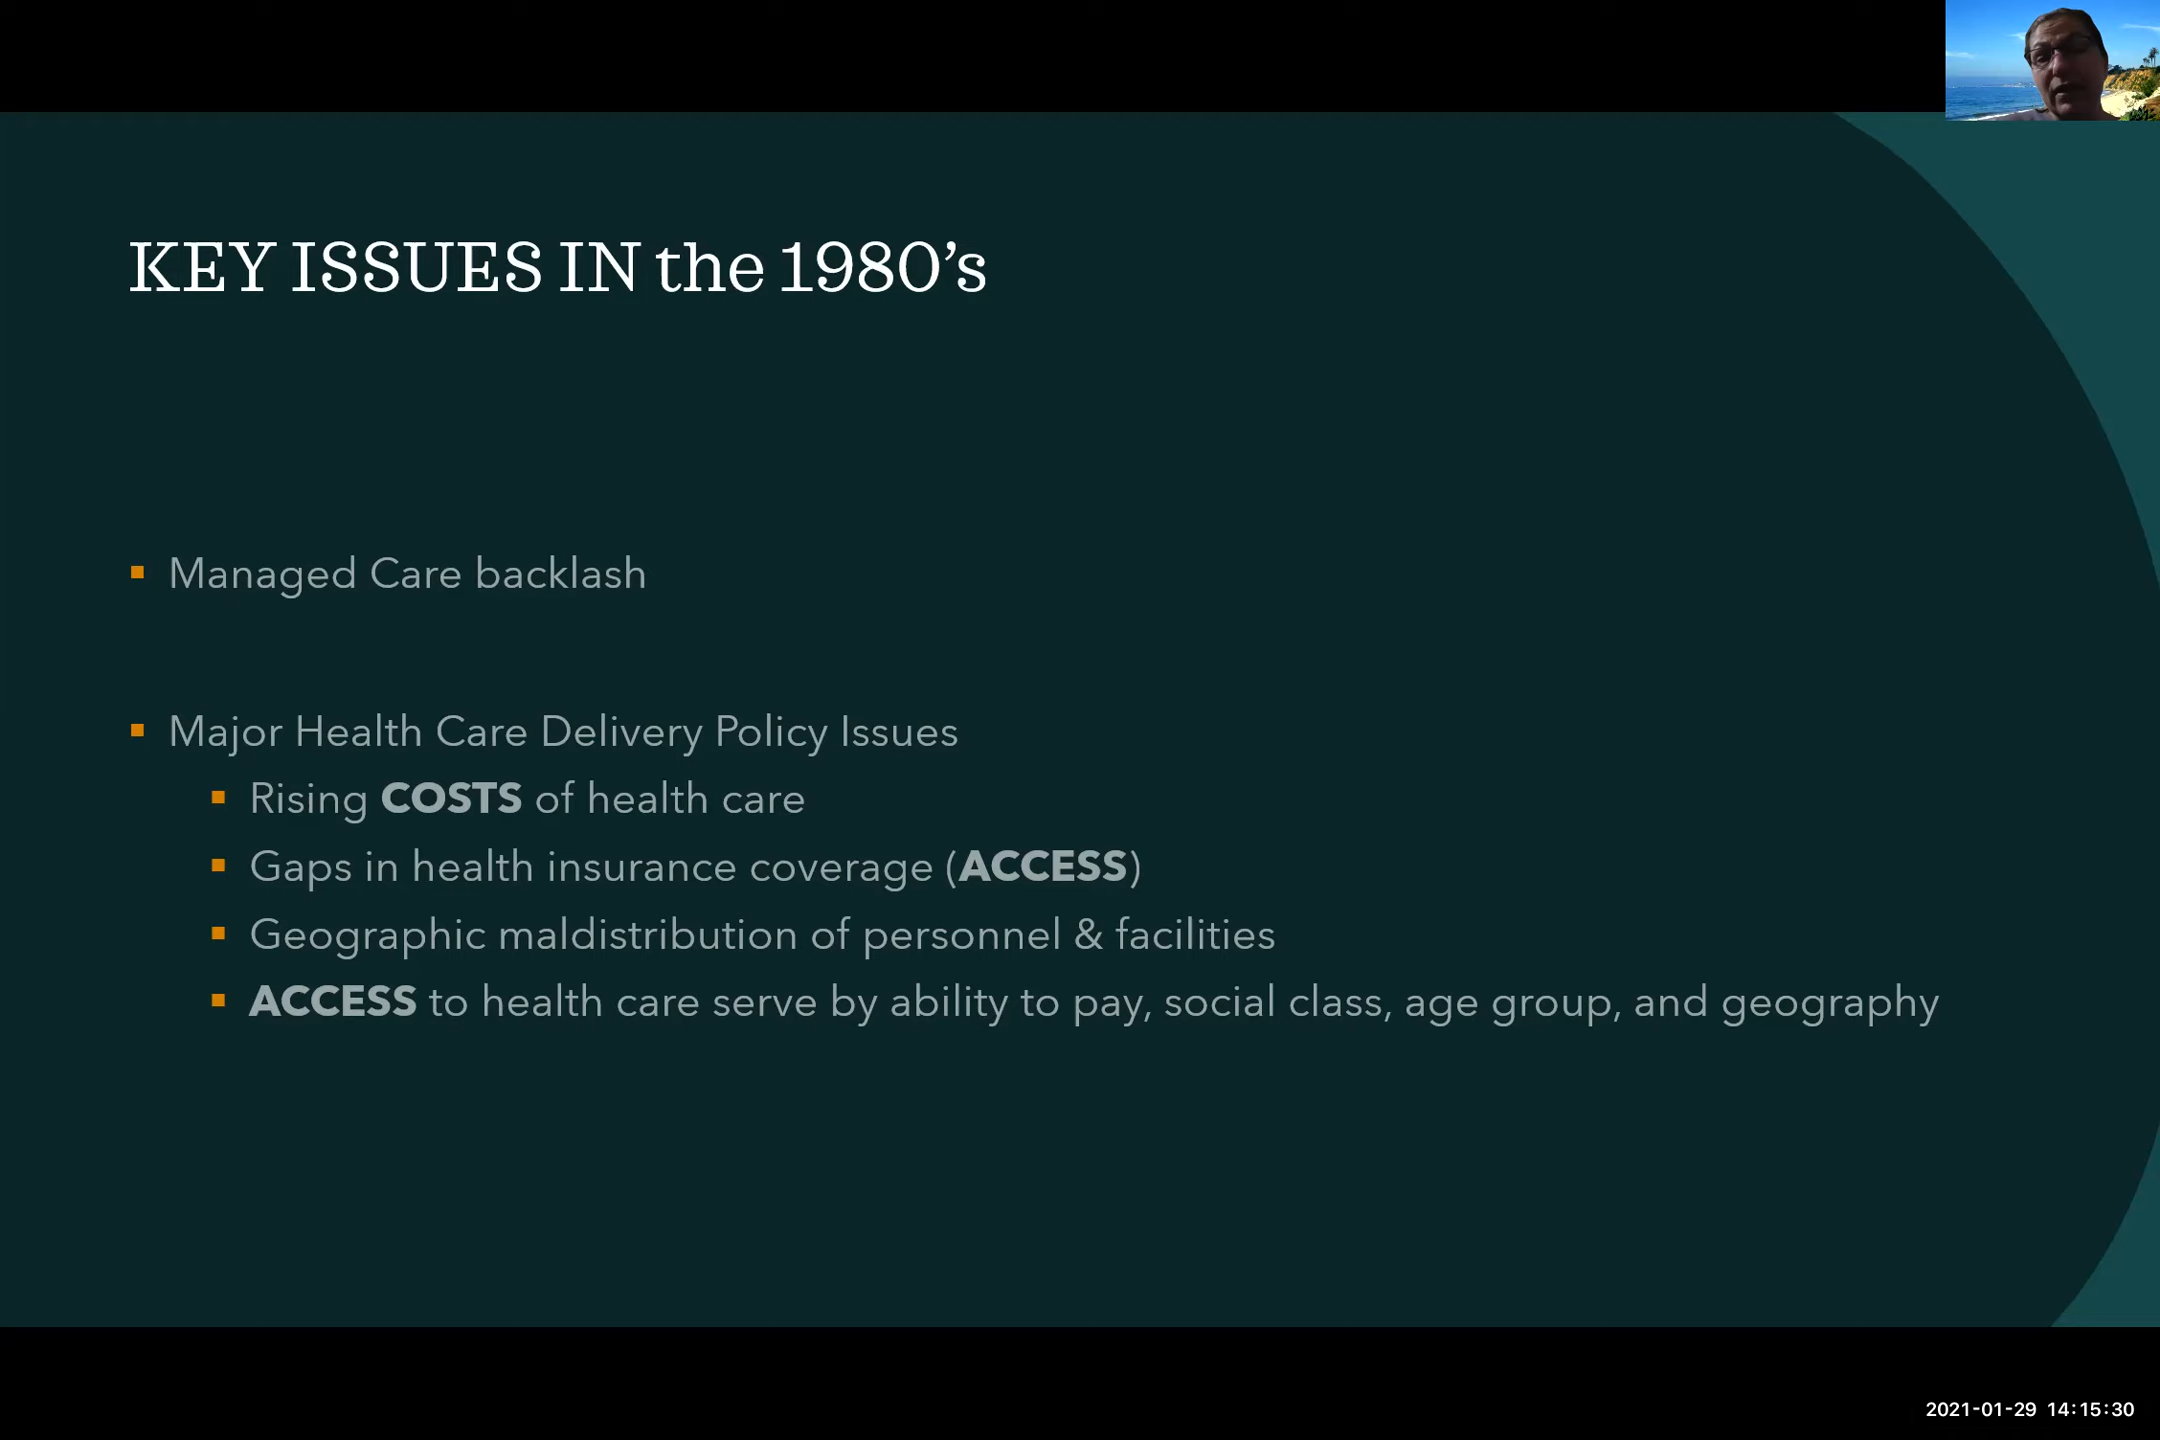 KEY ISSUES IN the 1980’s
Managed Care backlash
Major Health Care Delivery Policy Issues
Rising COSTS of health care
Gaps in health insurance coverage (ACCESS)
Geographic maldistribution of personnel & facilities
ACCESS to health care serve by ability to pay, social class, age group, and geography
2021-01-29 14:15:30